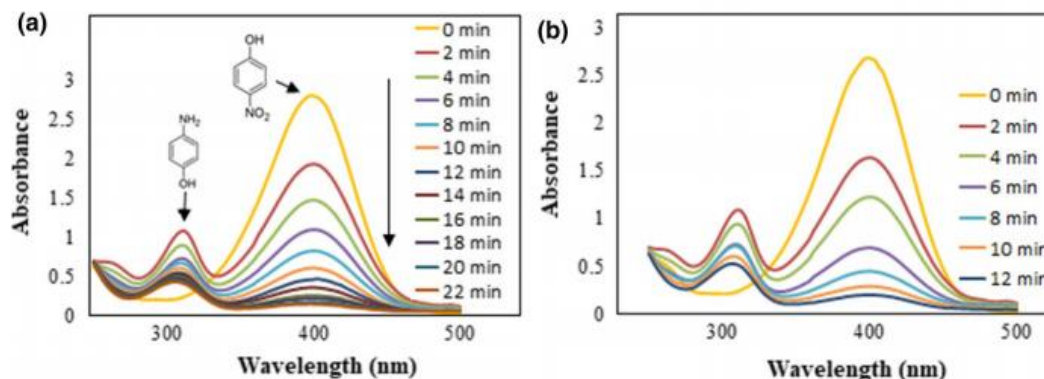 (a)
Absorbance
3
2.5
2
1.5
1
0.5
0
300
400
500
Wavelength (nm)
NH₂
OH
OH
NO₂
0 min
2 min
4 min
6 min
8 min
10 min
12 min
14 min
16 min
18 min
20 min
22 min
(b)
Absorbance
3
2.5
2
1.5
1
0.5
0
300
400
500
Wavelength (nm)
0 min
2 min
4 min
6 min
8 min
10 min
12 min